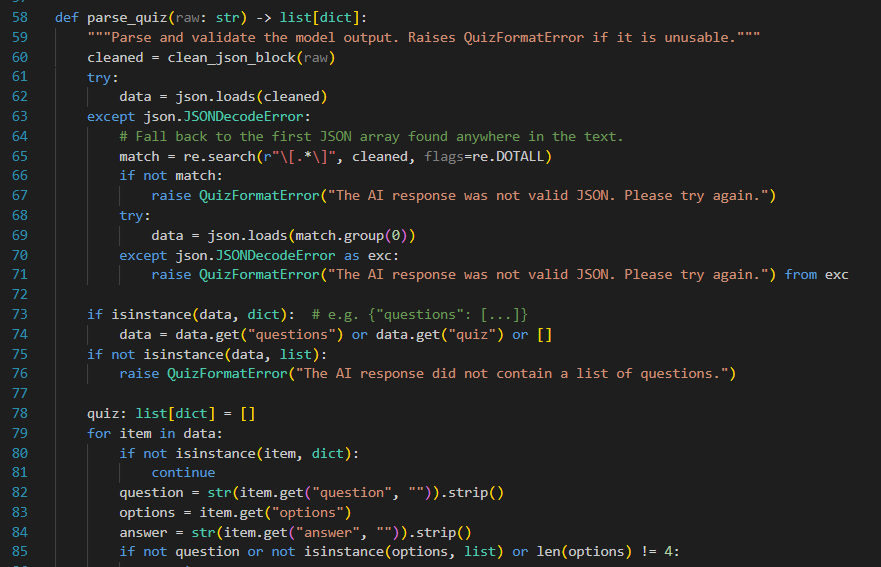 58 def parse_quiz(raw: str) -> list[dict]:
59     """Parse and validate the model output. Raises QuizFormatError if it is unusable."""
60     cleaned = clean_json_block(raw)
61     try:
62         data = json.loads(cleaned)
63     except json.JSONDecodeError:
64         # Fall back to the first JSON array found anywhere in the text.
65         match = re.search(r"\[.*\]", cleaned, flags=re.DOTALL)
66         if not match:
67             raise QuizFormatError("The AI response was not valid JSON. Please try again.")
68         try:
69             data = json.loads(match.group(0))
70         except json.JSONDecodeError as exc:
71             raise QuizFormatError("The AI response was not valid JSON. Please try again.") from exc
72
73     if isinstance(data, dict):  # e.g. {"questions": [...]}
74         data = data.get("questions") or data.get("quiz") or []
75     if not isinstance(data, list):
76         raise QuizFormatError("The AI response did not contain a list of questions.")
77
78     quiz: list[dict] = []
79     for item in data:
80         if not isinstance(item, dict):
81             continue
82         question = str(item.get("question", "")).strip()
83         options = item.get("options")
84         answer = str(item.get("answer", "")).strip()
85         if not question or not isinstance(options, list) or len(options) != 4: